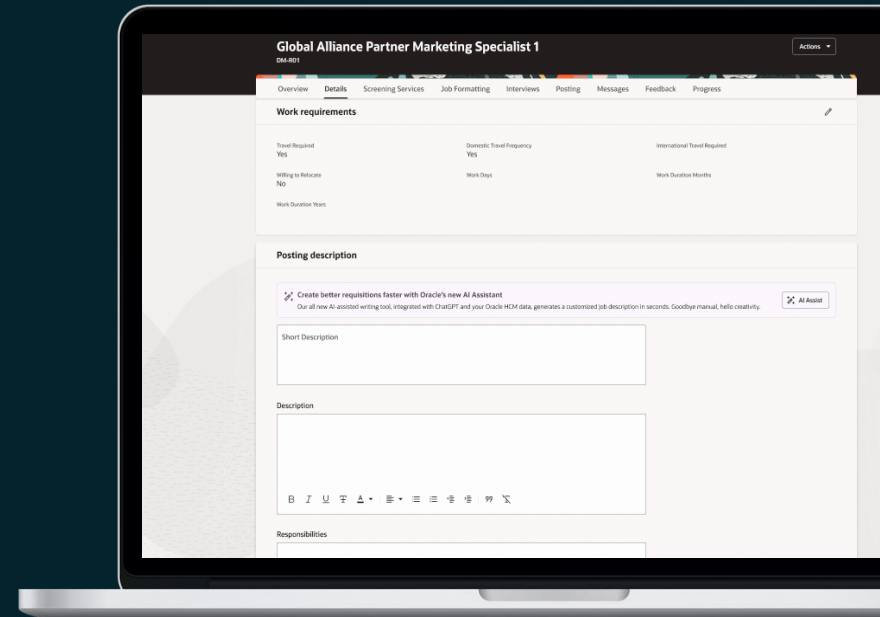 Global Alliance Partner Marketing Specialist 1
DM-R01
Actions
Overview Details Screening Services Job Formatting Interviews Posting Messages Feedback Progress
Work requirements
Travel Required Domestic Travel Frequency International Travel Required
Yes Yes
Willing to Relocate Work Days Work Duration Months
No
Work Duration Years
Posting description
Create better requisitions faster with Oracle's new AI Assistant
Our all new AI-assisted writing tool, integrated with ChatGPT and your Oracle HCM data, generates a customized job description in seconds. Goodbye manual, hello creativity.
AI Assist
Short Description
Description
B I U T A
Responsibilities